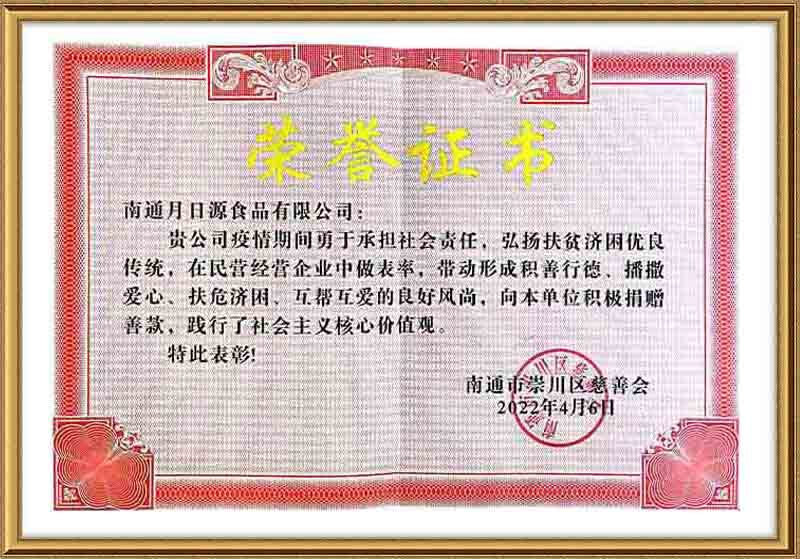 荣誉证书
南通月日源食品有限公司：
贵公司疫情期间勇于承担社会责任，弘扬扶贫济困优良
传统，在民营经营企业中做表率，带动形成积善行德、播撒
爱心、扶危济困、互帮互爱的良好风尚，向本单位积极捐赠
善款，践行了社会主义核心价值观。
特此表彰!
南通市崇川区慈善会
2022年4月6日